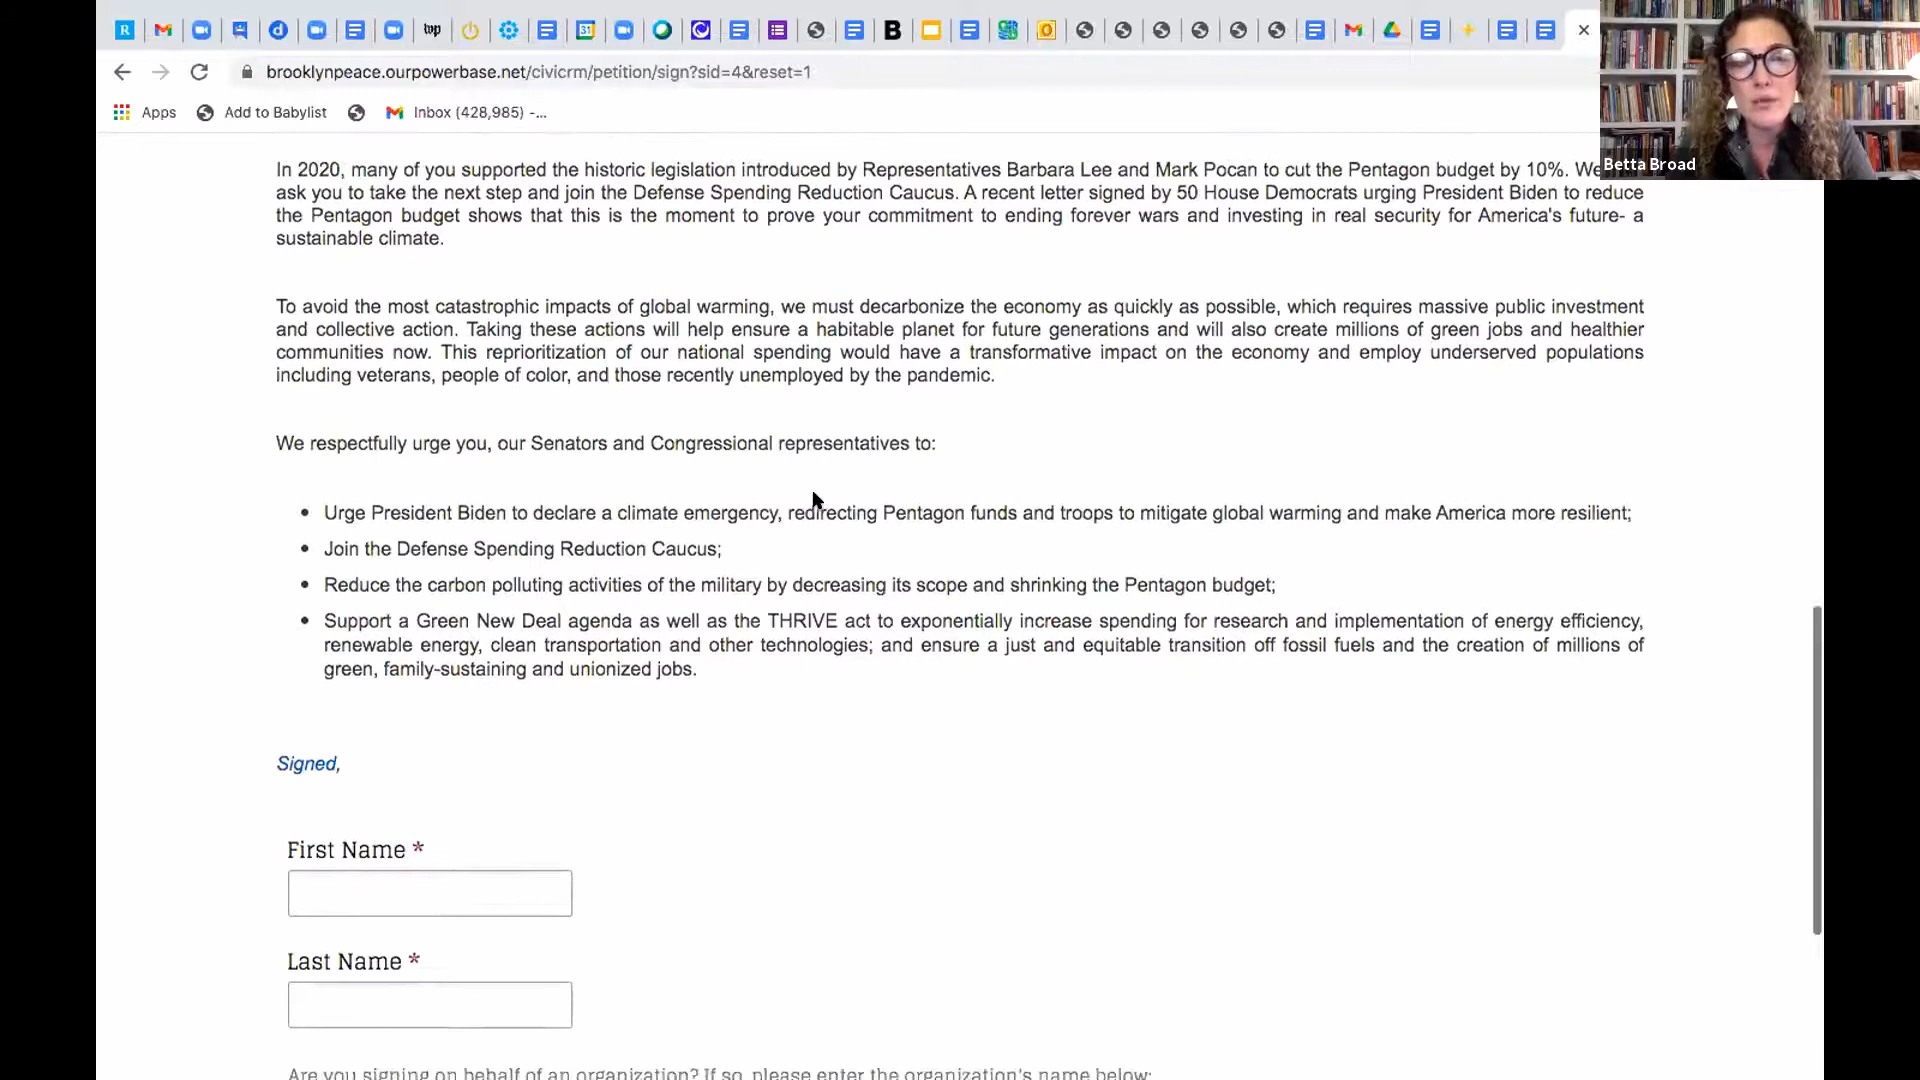 R
d
wp
31
B
brooklynpeace.ourpowerbase.net/civicrm/petition/sign?sid=4&reset=1
Apps
Add to Babylist
Inbox (428,985) -...
Betta Broad
In 2020, many of you supported the historic legislation introduced by Representatives Barbara Lee and Mark Pocan to cut the Pentagon budget by 10%. We
ask you to take the next step and join the Defense Spending Reduction Caucus. A recent letter signed by 50 House Democrats urging President Biden to reduce
the Pentagon budget shows that this is the moment to prove your commitment to ending forever wars and investing in real security for America's future- a
sustainable climate.
To avoid the most catastrophic impacts of global warming, we must decarbonize the economy as quickly as possible, which requires massive public investment
and collective action. Taking these actions will help ensure a habitable planet for future generations and will also create millions of green jobs and healthier
communities now. This reprioritization of our national spending would have a transformative impact on the economy and employ underserved populations
including veterans, people of color, and those recently unemployed by the pandemic.
We respectfully urge you, our Senators and Congressional representatives to:
• Urge President Biden to declare a climate emergency, redirecting Pentagon funds and troops to mitigate global warming and make America more resilient;
• Join the Defense Spending Reduction Caucus;
• Reduce the carbon polluting activities of the military by decreasing its scope and shrinking the Pentagon budget;
• Support a Green New Deal agenda as well as the THRIVE act to exponentially increase spending for research and implementation of energy efficiency,
renewable energy, clean transportation and other technologies; and ensure a just and equitable transition off fossil fuels and the creation of millions of
green, family-sustaining and unionized jobs.
Signed,
First Name *
Last Name *
Are you signing on behalf of an organization? If so, please enter the organization's name below: